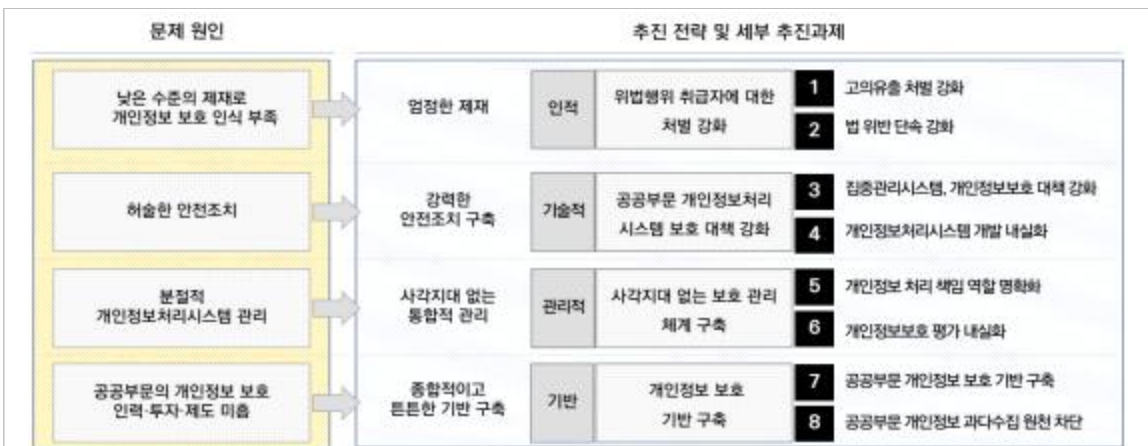 문제 원인
추진 전략 및 세부 추진과제
낮은 수준의 제재로
개인정보 보호 인식 부족
엄정한 제재
인적
위법행위 취급자에 대한
처벌 강화
1 고의유출 처벌 강화
2 법 위반 단속 강화
허술한 안전조치
강력한
안전조치 구축
기술적
공공부문 개인정보처리
시스템 보호 대책 강화
3 집중관리시스템, 개인정보보호 대책 강화
4 개인정보처리시스템 개발 내실화
분절적
개인정보처리시스템 관리
사각지대 없는
통합적 관리
관리적
사각지대 없는 보호 관리
체계 구축
5 개인정보 처리 책임 역할 명확화
6 개인정보보호 평가 내실화
공공부문의 개인정보 보호
인력·투자·제도 미흡
종합적이고
튼튼한 기반 구축
기반
개인정보 보호
기반 구축
7 공공부문 개인정보 보호 기반 구축
8 공공부문 개인정보 과다수집 원천 차단